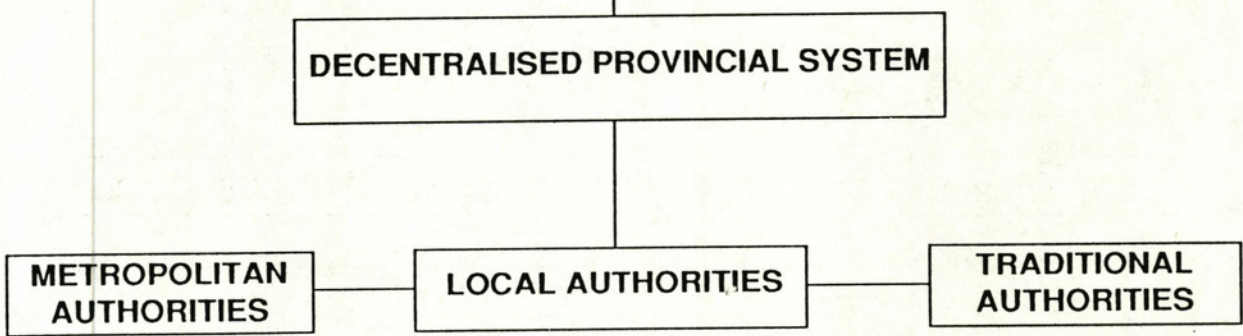 DECENTRALISED PROVINCIAL SYSTEM
METROPOLITAN
AUTHORITIES
LOCAL AUTHORITIES
TRADITIONAL
AUTHORITIES